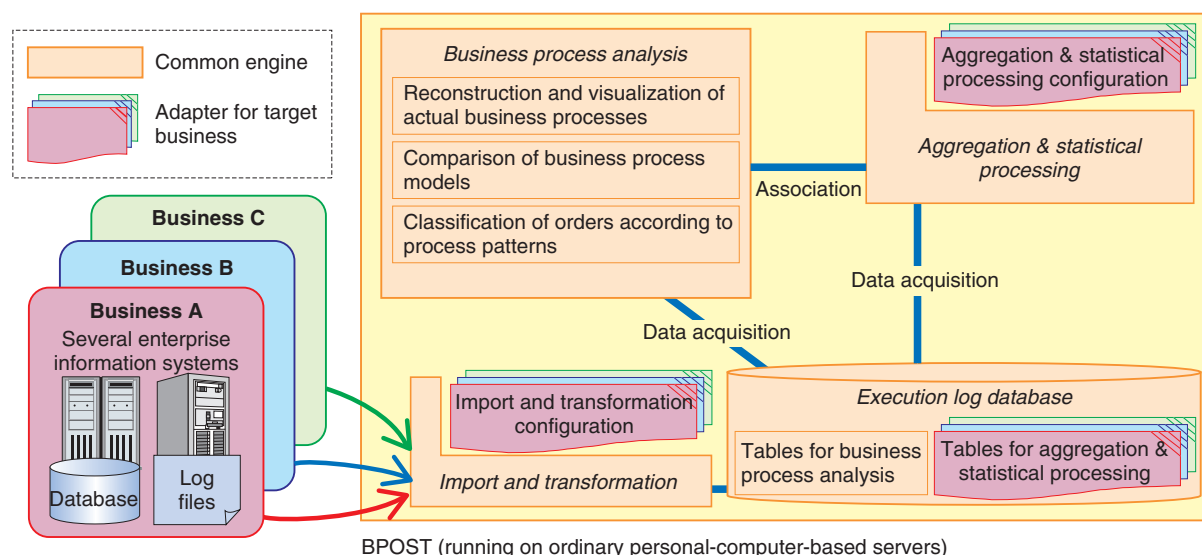 Common engine
Adapter for target
business
Business C
Business B
Business A
Several enterprise
information systems
Database
Log
files
Business process analysis
Reconstruction and visualization of
actual business processes
Comparison of business process
models
Classification of orders according to
process patterns
Aggregation & statistical
processing configuration
Aggregation & statistical
processing
Association
Data acquisition
Data acquisition
Import and transformation
configuration
Import and transformation
Execution log database
Tables for business
process analysis
Tables for aggregation &
statistical processing
BPOST (running on ordinary personal-computer-based servers)